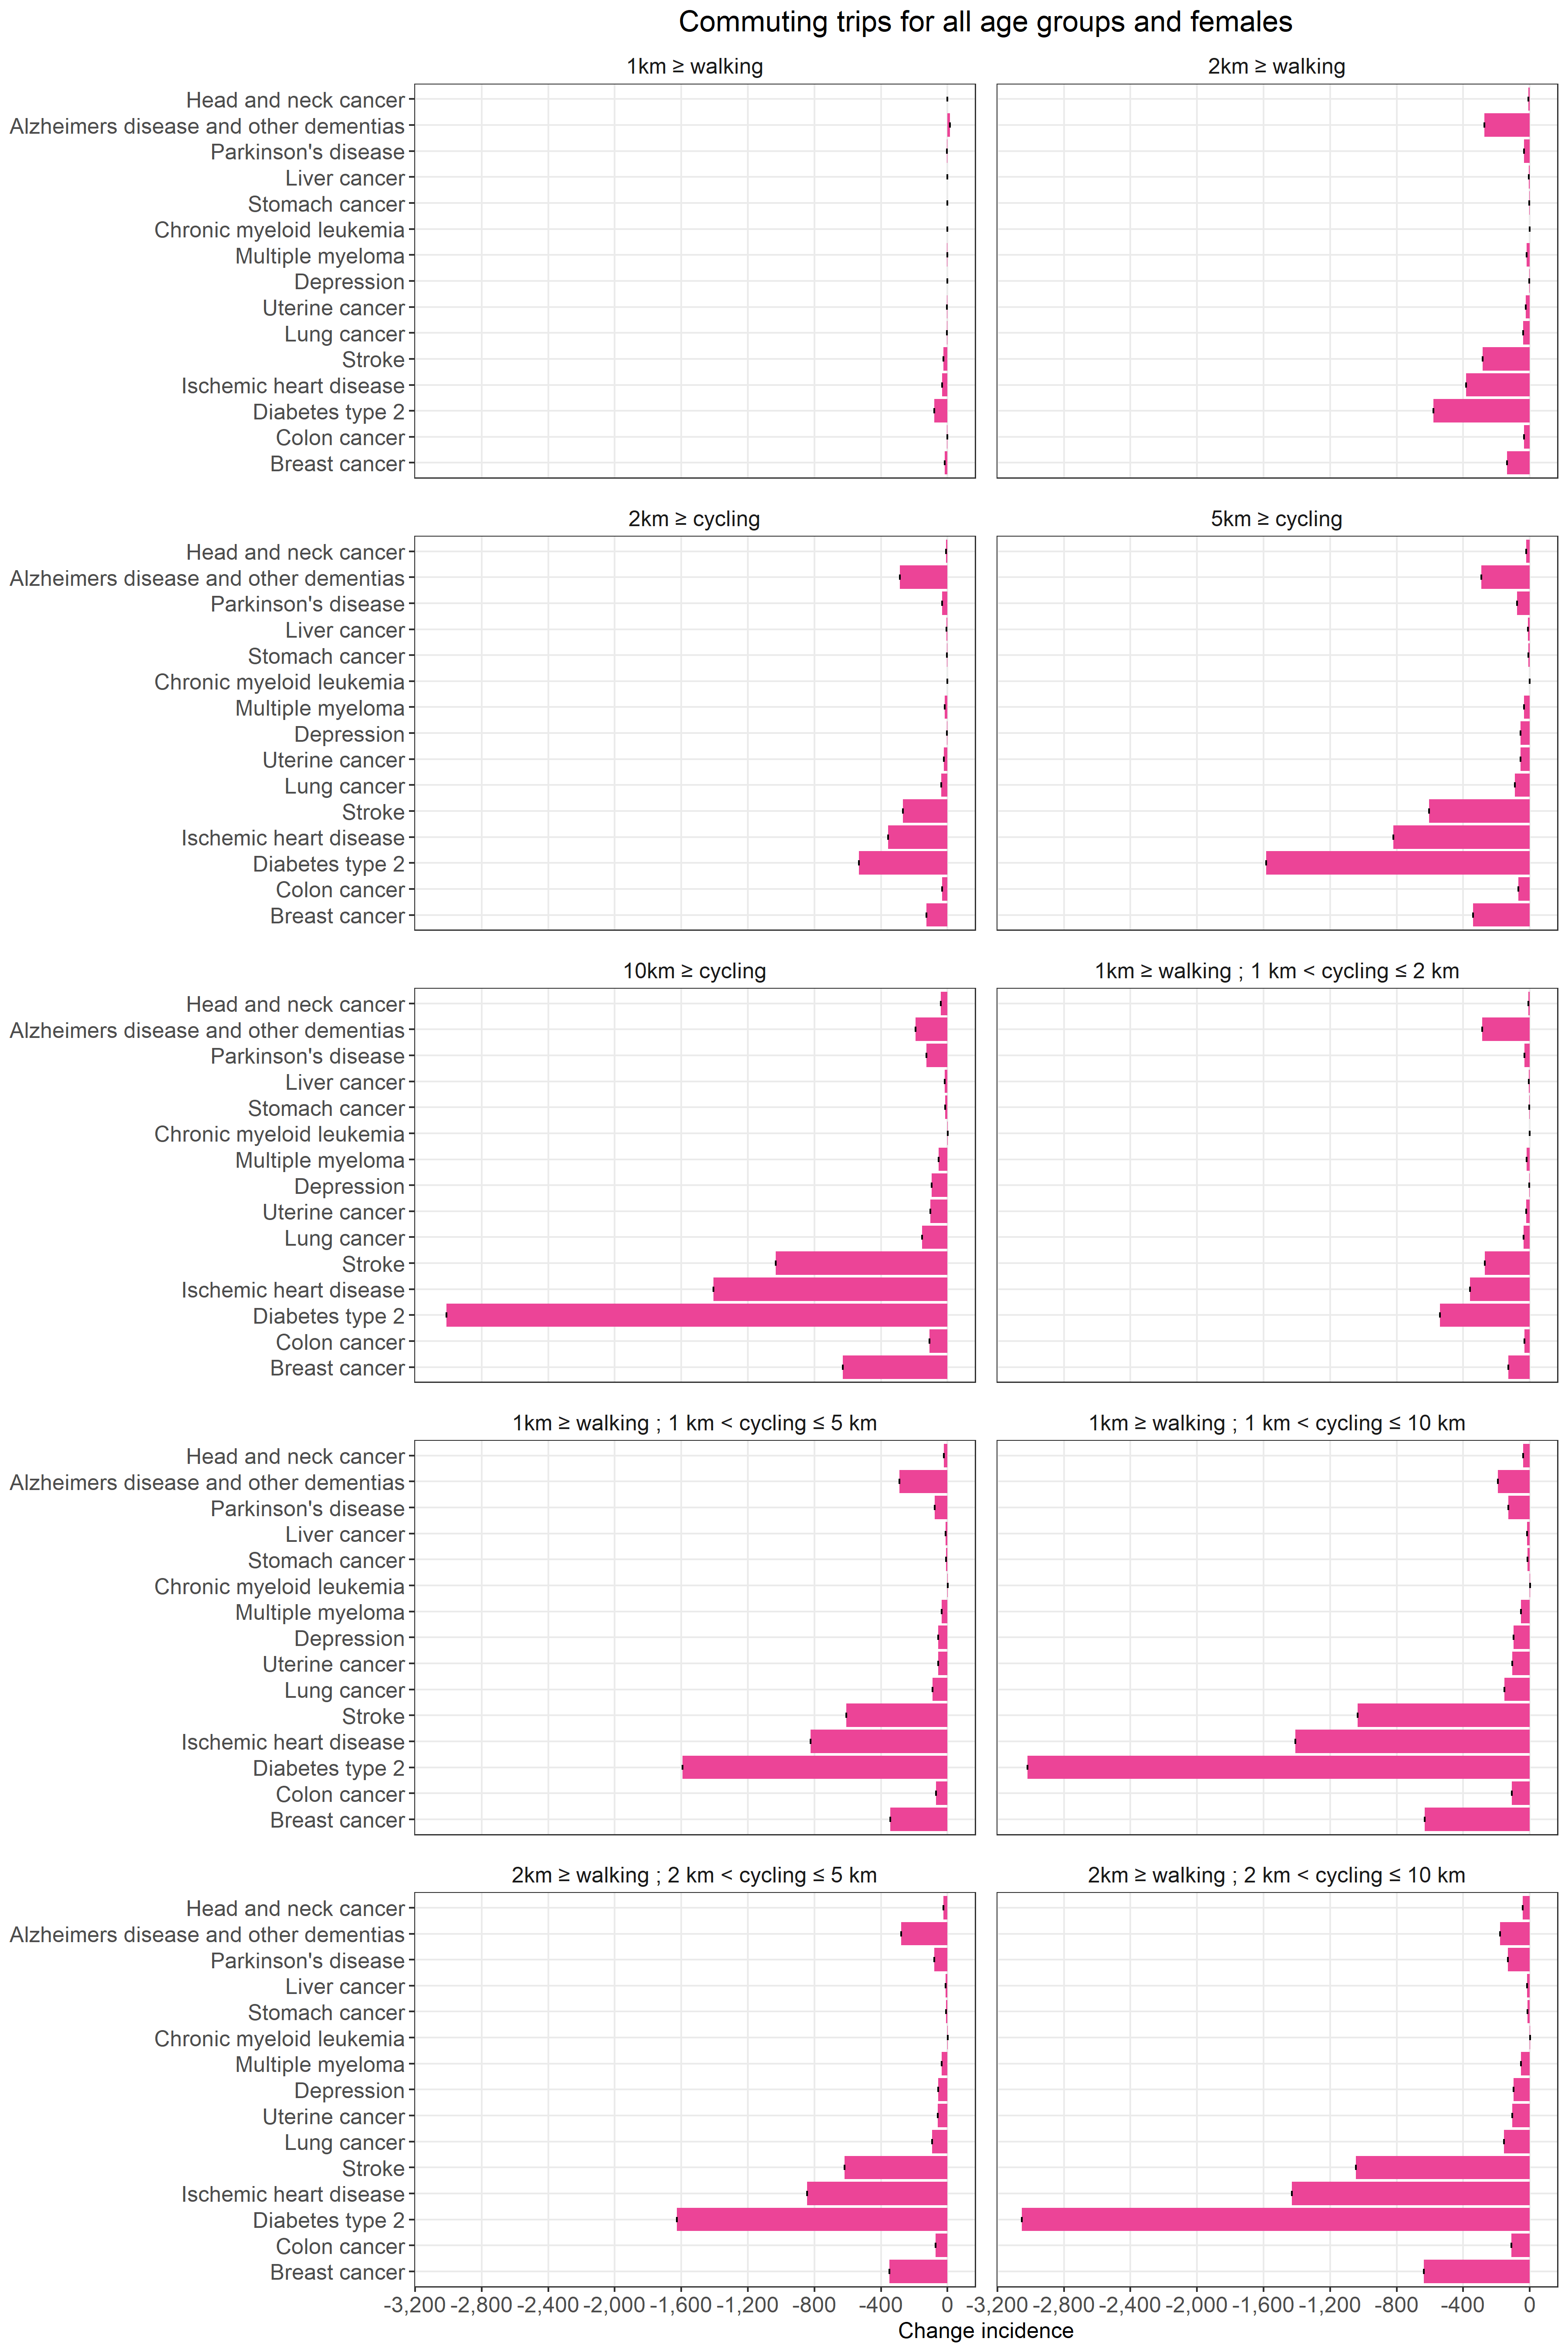 Commuting trips for all age groups and females
1km ≥ walking
2km ≥ walking
Head and neck cancer
Alzheimers disease and other dementias
Parkinson's disease
Liver cancer
Stomach cancer
Chronic myeloid leukemia
Multiple myeloma
Depression
Uterine cancer
Lung cancer
Stroke
Ischemic heart disease
Diabetes type 2
Colon cancer
Breast cancer
2km ≥ cycling
5km ≥ cycling
Head and neck cancer
Alzheimers disease and other dementias
Parkinson's disease
Liver cancer
Stomach cancer
Chronic myeloid leukemia
Multiple myeloma
Depression
Uterine cancer
Lung cancer
Stroke
Ischemic heart disease
Diabetes type 2
Colon cancer
Breast cancer
10km ≥ cycling
1km ≥ walking ; 1 km < cycling ≤ 2 km
Head and neck cancer
Alzheimers disease and other dementias
Parkinson's disease
Liver cancer
Stomach cancer
Chronic myeloid leukemia
Multiple myeloma
Depression
Uterine cancer
Lung cancer
Stroke
Ischemic heart disease
Diabetes type 2
Colon cancer
Breast cancer
1km ≥ walking ; 1 km < cycling ≤ 5 km
1km ≥ walking ; 1 km < cycling ≤ 10 km
Head and neck cancer
Alzheimers disease and other dementias
Parkinson's disease
Liver cancer
Stomach cancer
Chronic myeloid leukemia
Multiple myeloma
Depression
Uterine cancer
Lung cancer
Stroke
Ischemic heart disease
Diabetes type 2
Colon cancer
Breast cancer
2km ≥ walking ; 2 km < cycling ≤ 5 km
2km ≥ walking ; 2 km < cycling ≤ 10 km
Head and neck cancer
Alzheimers disease and other dementias
Parkinson's disease
Liver cancer
Stomach cancer
Chronic myeloid leukemia
Multiple myeloma
Depression
Uterine cancer
Lung cancer
Stroke
Ischemic heart disease
Diabetes type 2
Colon cancer
Breast cancer
-3,200 -2,800 -2,400 -2,000 -1,600 -1,200 -800 -400 0
-3,200 -2,800 -2,400 -2,000 -1,600 -1,200 -800 -400 0
Change incidence